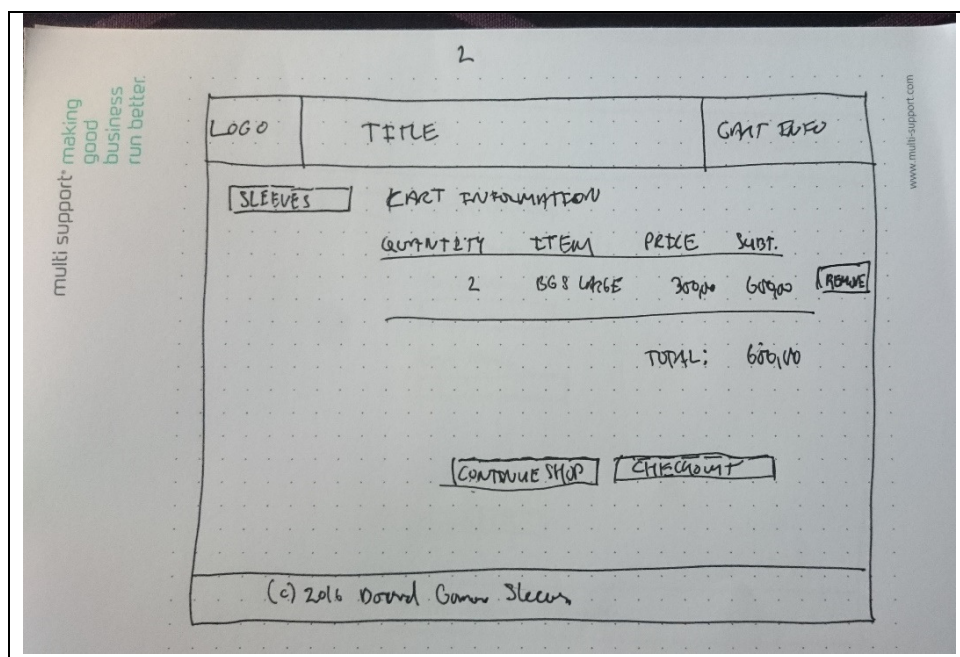 2
multi support making
good
business
run better.
www.multi-support.com
LOGO TITLE CART INFO
SLEEVES KART INFORMATION
QUANTITY ITEM PRICE SUBT.
2 BGS LARGE 300,00 600,00 REMOVE
TOTAL: 600,00
CONTINUE SHOP CHECKOUT
(c) 2016 Board Gamer Sleeves